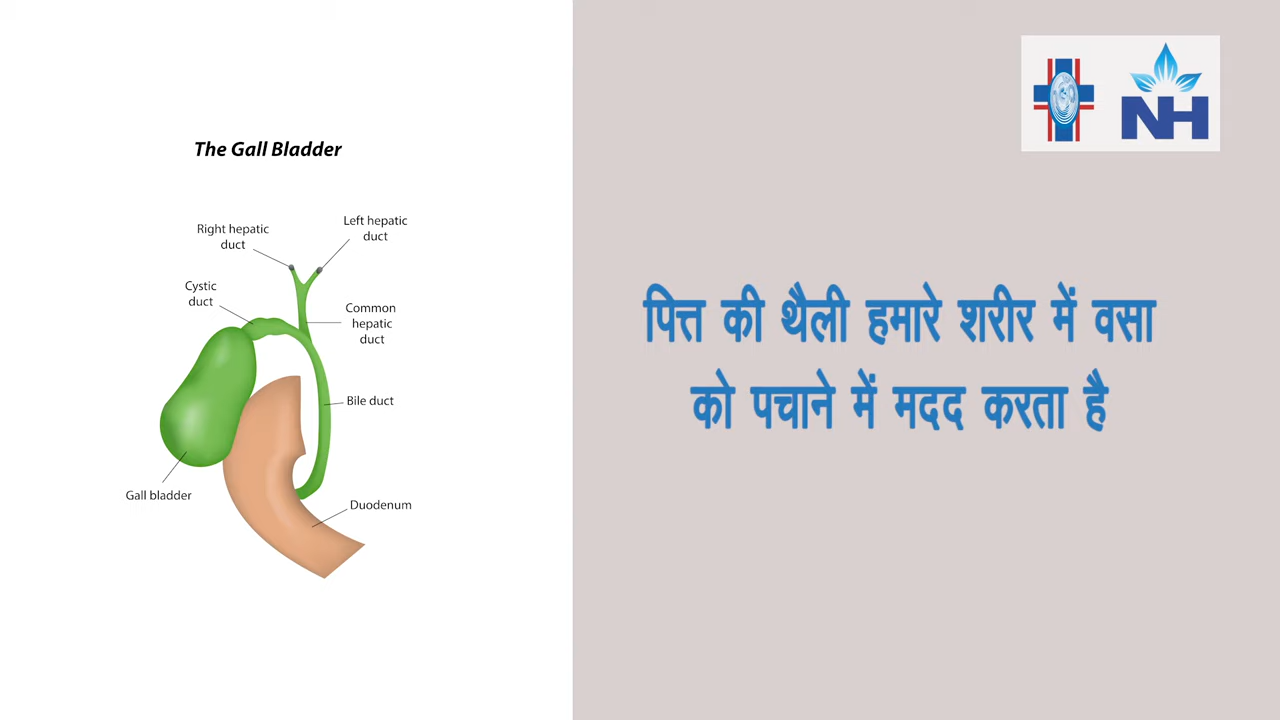 The Gall Bladder
Right hepatic
duct
Left hepatic
duct
Cystic
duct
Common
hepatic
duct
Bile duct
Gall bladder
Duodenum
NH
पित्त की थैली हमारे शरीर में वसा
को पचाने में मदद करता है